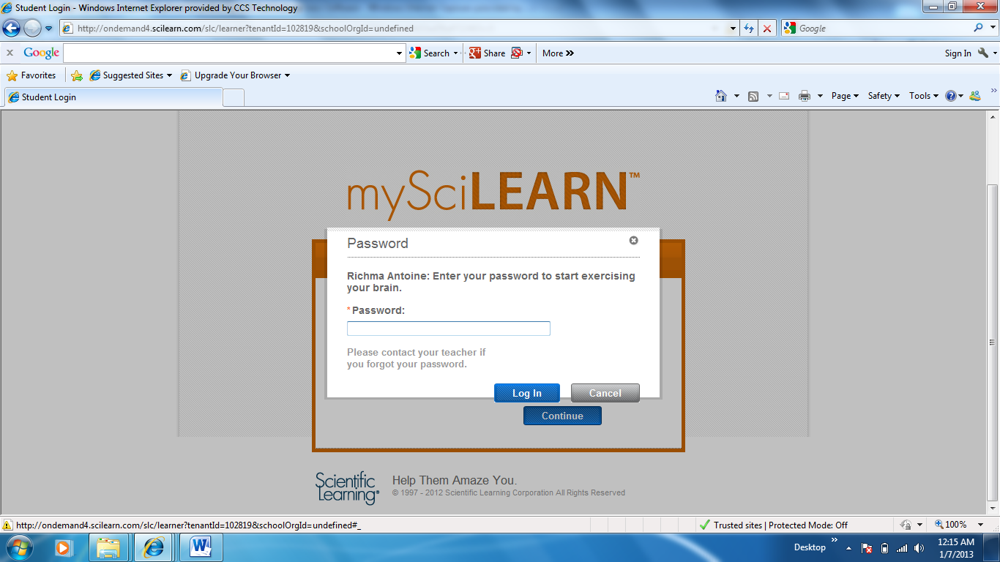 Student Login - Windows Internet Explorer provided by CCS Technology
http://ondemand4.scilearn.com/slc/learner?tenantId=102819&schoolOrgId=undefined
Google
Google Search Share More Sign In
Favorites Suggested Sites Upgrade Your Browser
Student Login Page Safety Tools
mySciLEARN™
Password
Richma Antoine: Enter your password to start exercising
your brain.
*Password:
Please contact your teacher if
you forgot your password.
Log In Cancel
Continue
Scientific
Learning®
Help Them Amaze You.
© 1997 - 2012 Scientific Learning Corporation All Rights Reserved
http://ondemand4.scilearn.com/slc/learner?tenantId=102819&schoolOrgId=undefined#_ Trusted sites | Protected Mode: Off 100%
Desktop
12:15 AM
1/7/2013